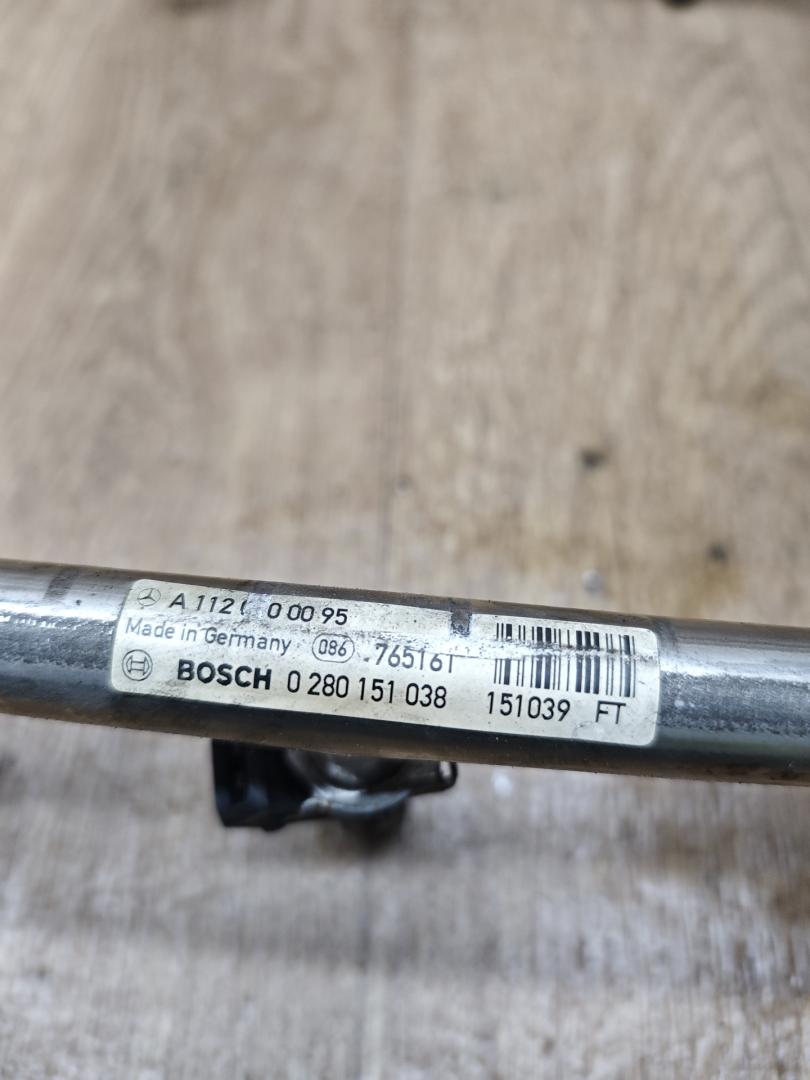 A 112 0 00 95
Made in Germany 086 .765161
BOSCH 0 280 151 038 151039 FT